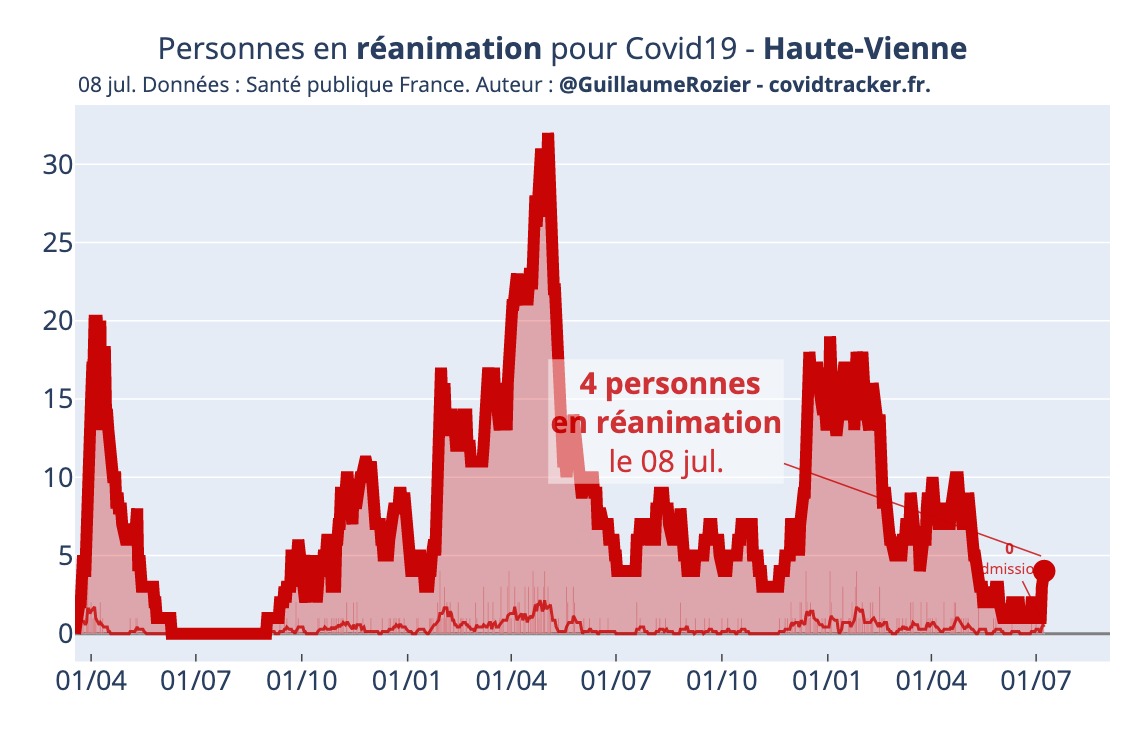 Personnes en réanimation pour Covid19 - Haute-Vienne
08 jul. Données : Santé publique France. Auteur : @GuillaumeRozier - covidtracker.fr.
30
25
20
15
10
5
0
4 personnes
en réanimation
le 08 jul.
0
01/04 01/07 01/10 01/01 01/04 01/07 01/10 01/01 01/04 01/07